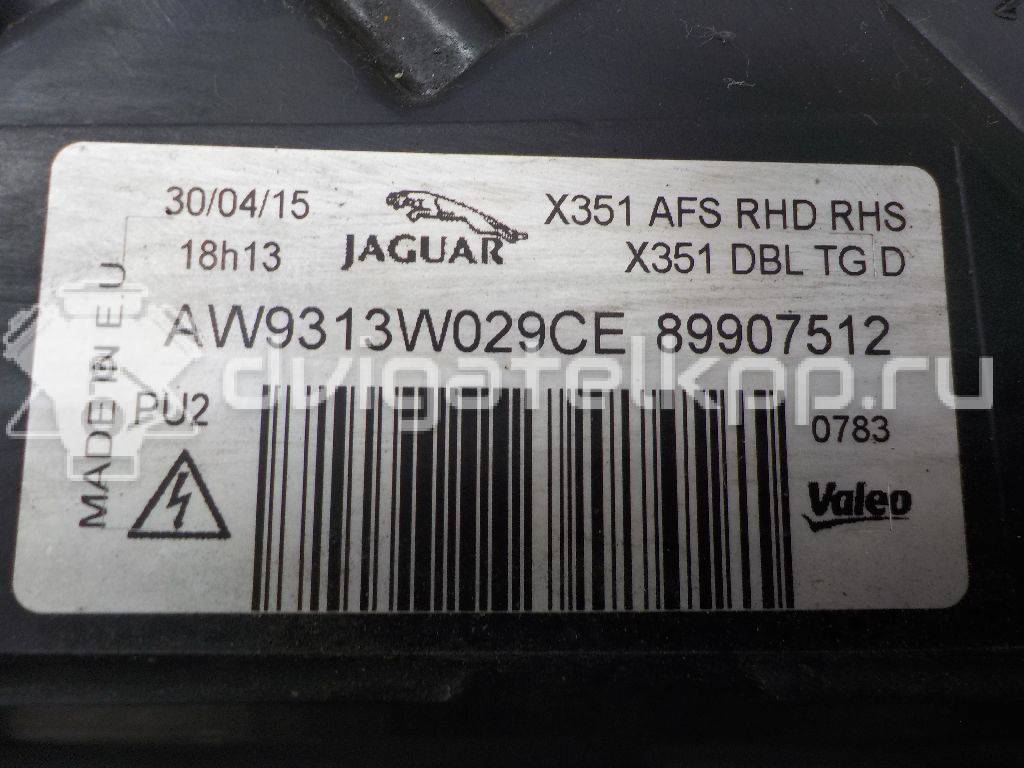 30/04/15
18h13
JAGUAR
X351 AFS RHD RHS
X351 DBL TG D
AW9313W029CE 89907512
MADE IN E U
PU2
0783
Valeo
dvigatelkpp.ru